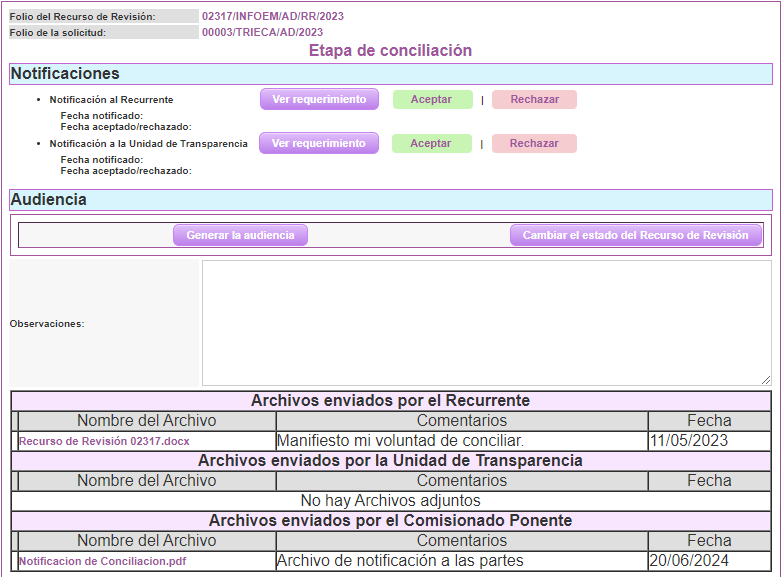 Folio del Recurso de Revisión: 02317/INFOEM/AD/RR/2023
Folio de la solicitud: 00003/TRIECA/AD/2023
Etapa de conciliación
Notificaciones
• Notificación al Recurrente Ver requerimiento Aceptar | Rechazar
Fecha notificado:
Fecha aceptado/rechazado:
• Notificación a la Unidad de Transparencia Ver requerimiento Aceptar | Rechazar
Fecha notificado:
Fecha aceptado/rechazado:
Audiencia
Generar la audiencia Cambiar el estado del Recurso de Revisión
Observaciones:
Archivos enviados por el Recurrente
Nombre del Archivo Comentarios Fecha
Recurso de Revisión 02317.docx Manifiesto mi voluntad de conciliar. 11/05/2023
Archivos enviados por la Unidad de Transparencia
Nombre del Archivo Comentarios Fecha
No hay Archivos adjuntos
Archivos enviados por el Comisionado Ponente
Nombre del Archivo Comentarios Fecha
Notificacion de Conciliacion.pdf Archivo de notificación a las partes 20/06/2024